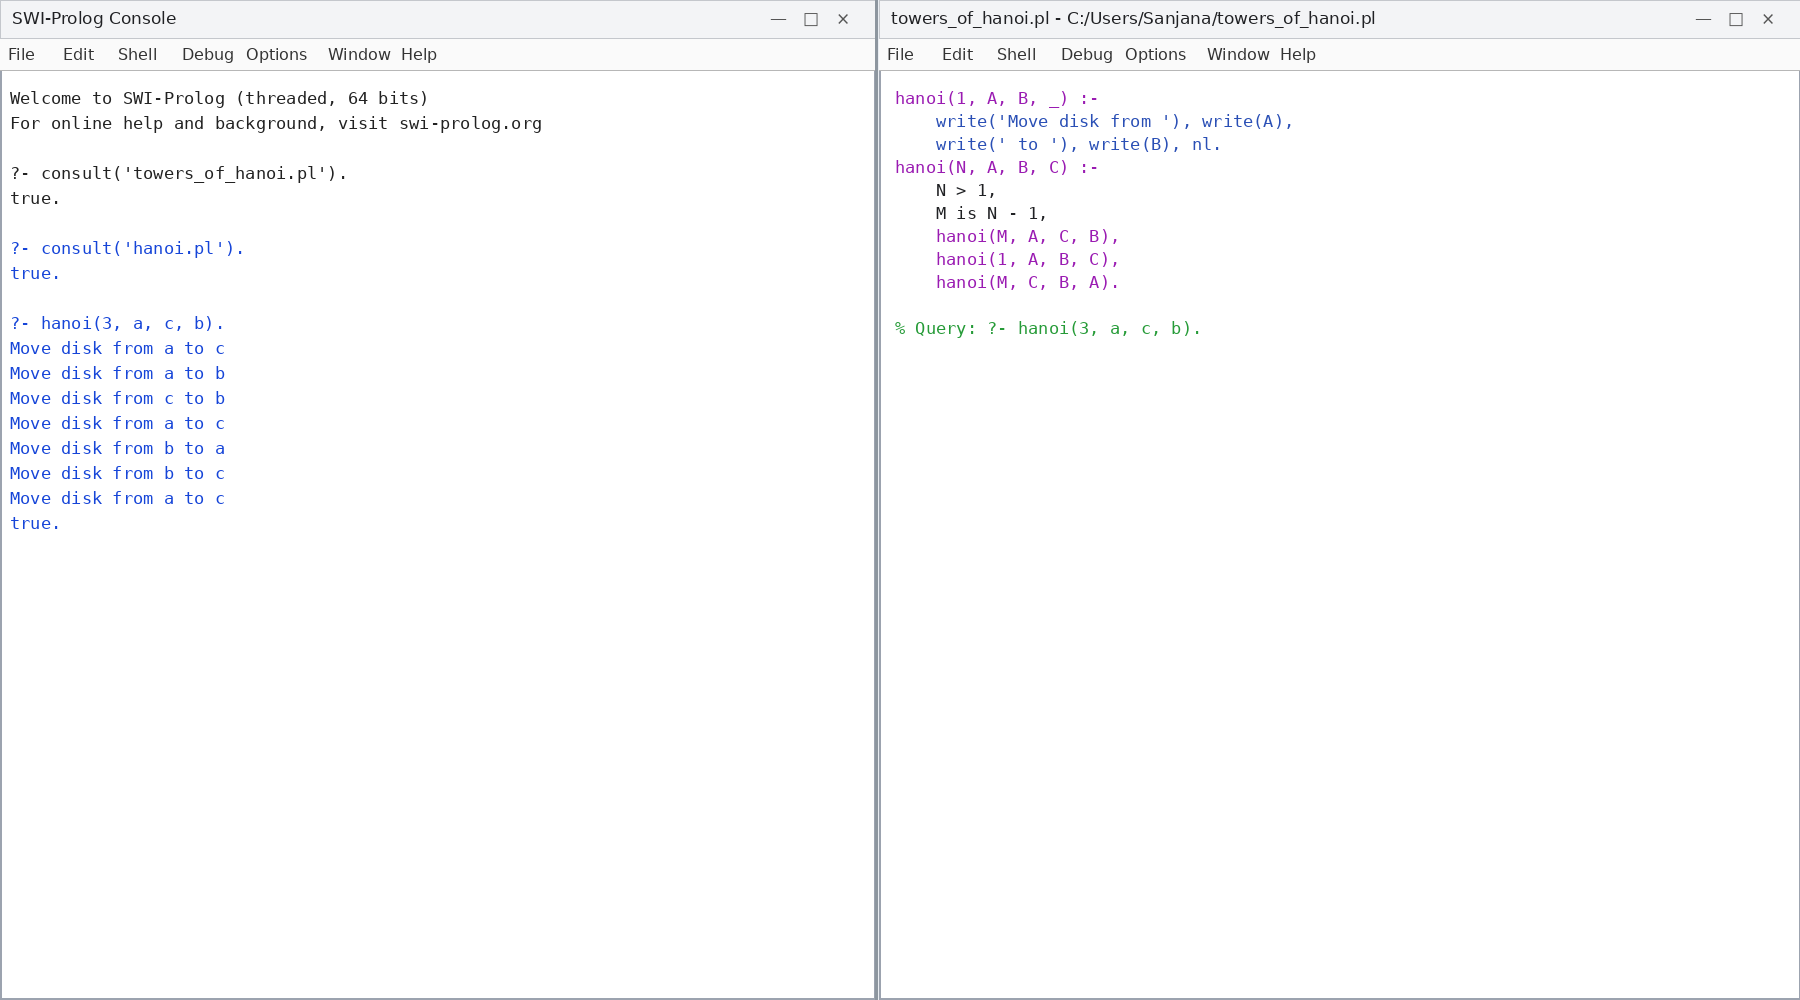 SWI-Prolog Console
File Edit Shell Debug Options Window Help
Welcome to SWI-Prolog (threaded, 64 bits)
For online help and background, visit swi-prolog.org
?- consult('towers_of_hanoi.pl').
true.
?- consult('hanoi.pl').
true.
?- hanoi(3, a, c, b).
Move disk from a to c
Move disk from a to b
Move disk from c to b
Move disk from a to c
Move disk from b to a
Move disk from b to c
Move disk from a to c
true.
towers_of_hanoi.pl - C:/Users/Sanjana/towers_of_hanoi.pl
File Edit Shell Debug Options Window Help
hanoi(1, A, B, _) :-
    write('Move disk from '), write(A),
    write(' to '), write(B), nl.
hanoi(N, A, B, C) :-
    N > 1,
    M is N - 1,
    hanoi(M, A, C, B),
    hanoi(1, A, B, C),
    hanoi(M, C, B, A).
% Query: ?- hanoi(3, a, c, b).